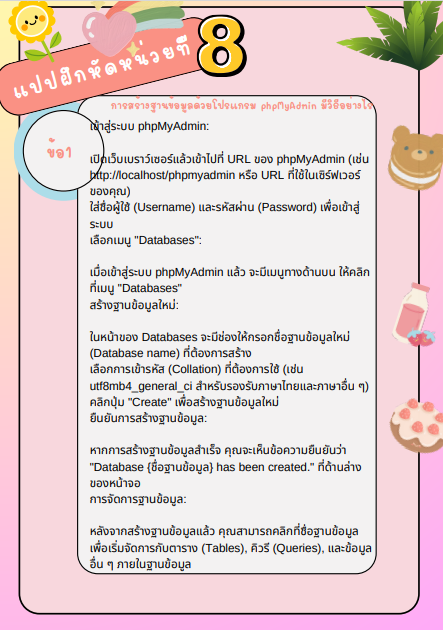 แบบฝึกหัดหน่วยที่
8
การสร้างฐานข้อมูลด้วยโปรแกรม phpMyAdmin มีวิธีอย่างไร
ข้อ1
เข้าสู่ระบบ phpMyAdmin:
เปิดเว็บเบราว์เซอร์แล้วเข้าไปที่ URL ของ phpMyAdmin (เช่น
http://localhost/phpmyadmin หรือ URL ที่ใช้ในเซิร์ฟเวอร์
ของคุณ)
ใส่ชื่อผู้ใช้ (Username) และรหัสผ่าน (Password) เพื่อเข้าสู่
ระบบ
เลือกเมนู "Databases":
เมื่อเข้าสู่ระบบ phpMyAdmin แล้ว จะมีเมนูทางด้านบน ให้คลิก
ที่เมนู "Databases"
สร้างฐานข้อมูลใหม่:
ในหน้าของ Databases จะมีช่องให้กรอกชื่อฐานข้อมูลใหม่
(Database name) ที่ต้องการสร้าง
เลือกการเข้ารหัส (Collation) ที่ต้องการใช้ (เช่น
utf8mb4_general_ci สำหรับรองรับภาษาไทยและภาษาอื่น ๆ)
คลิกปุ่ม "Create" เพื่อสร้างฐานข้อมูลใหม่
ยืนยันการสร้างฐานข้อมูล:
หากการสร้างฐานข้อมูลสำเร็จ คุณจะเห็นข้อความยืนยันว่า
"Database {ชื่อฐานข้อมูล} has been created." ที่ด้านล่าง
ของหน้าจอ
การจัดการฐานข้อมูล:
หลังจากสร้างฐานข้อมูลแล้ว คุณสามารถคลิกที่ชื่อฐานข้อมูล
เพื่อเริ่มจัดการกับตาราง (Tables), คิวรี (Queries), และข้อมูล
อื่น ๆ ภายในฐานข้อมูล